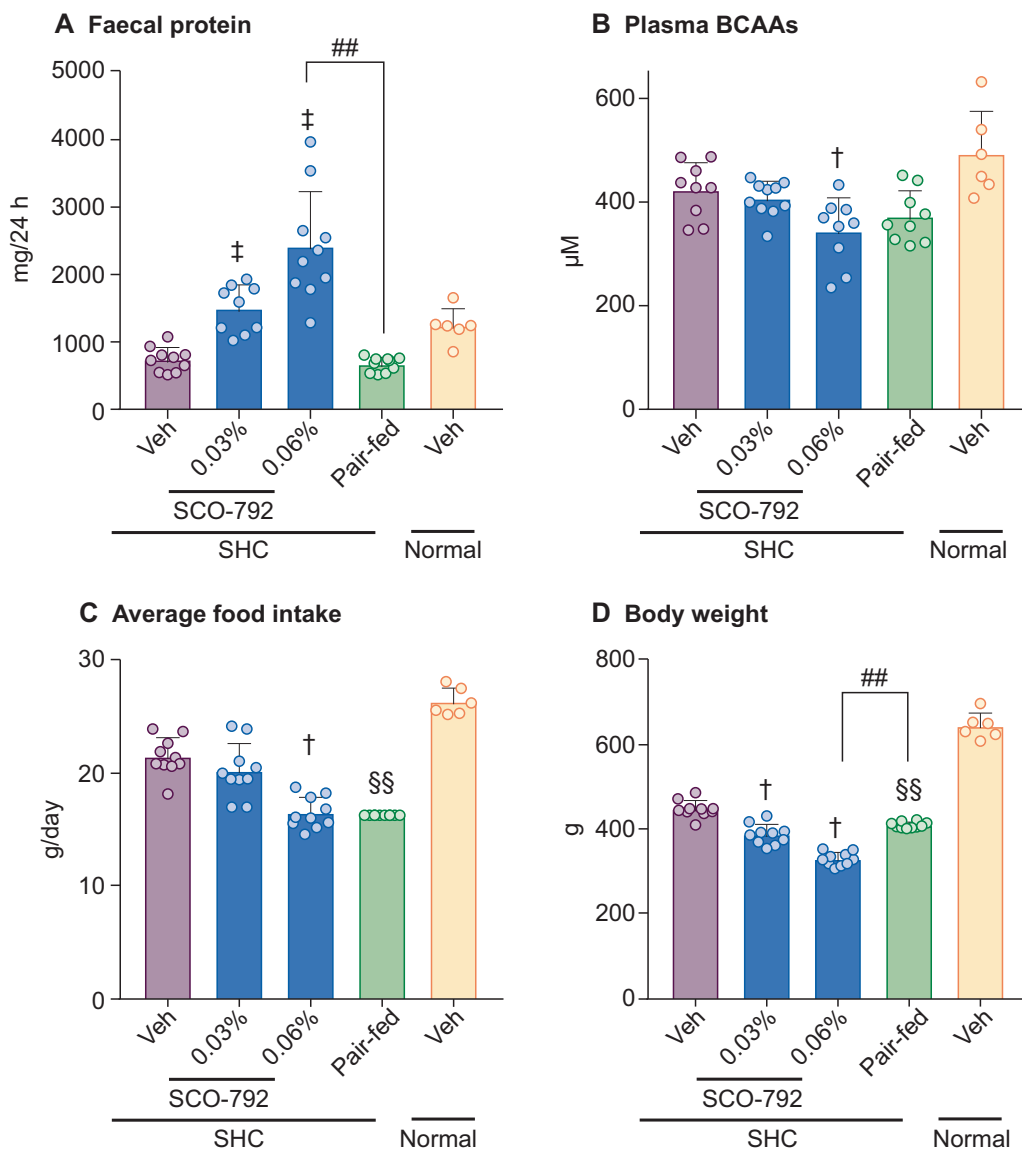 A Faecal protein
##
5000
4000
3000
2000
1000
0
mg/24 h
‡
‡
Veh
0.03%
0.06%
Pair-fed
Veh
SCO-792
SHC
Normal
B Plasma BCAAs
600
400
200
0
µM
†
Veh
0.03%
0.06%
Pair-fed
Veh
SCO-792
SHC
Normal
C Average food intake
30
20
10
0
g/day
†
§§
Veh
0.03%
0.06%
Pair-fed
Veh
SCO-792
SHC
Normal
D Body weight
##
800
600
400
200
0
g
†
†
§§
Veh
0.03%
0.06%
Pair-fed
Veh
SCO-792
SHC
Normal